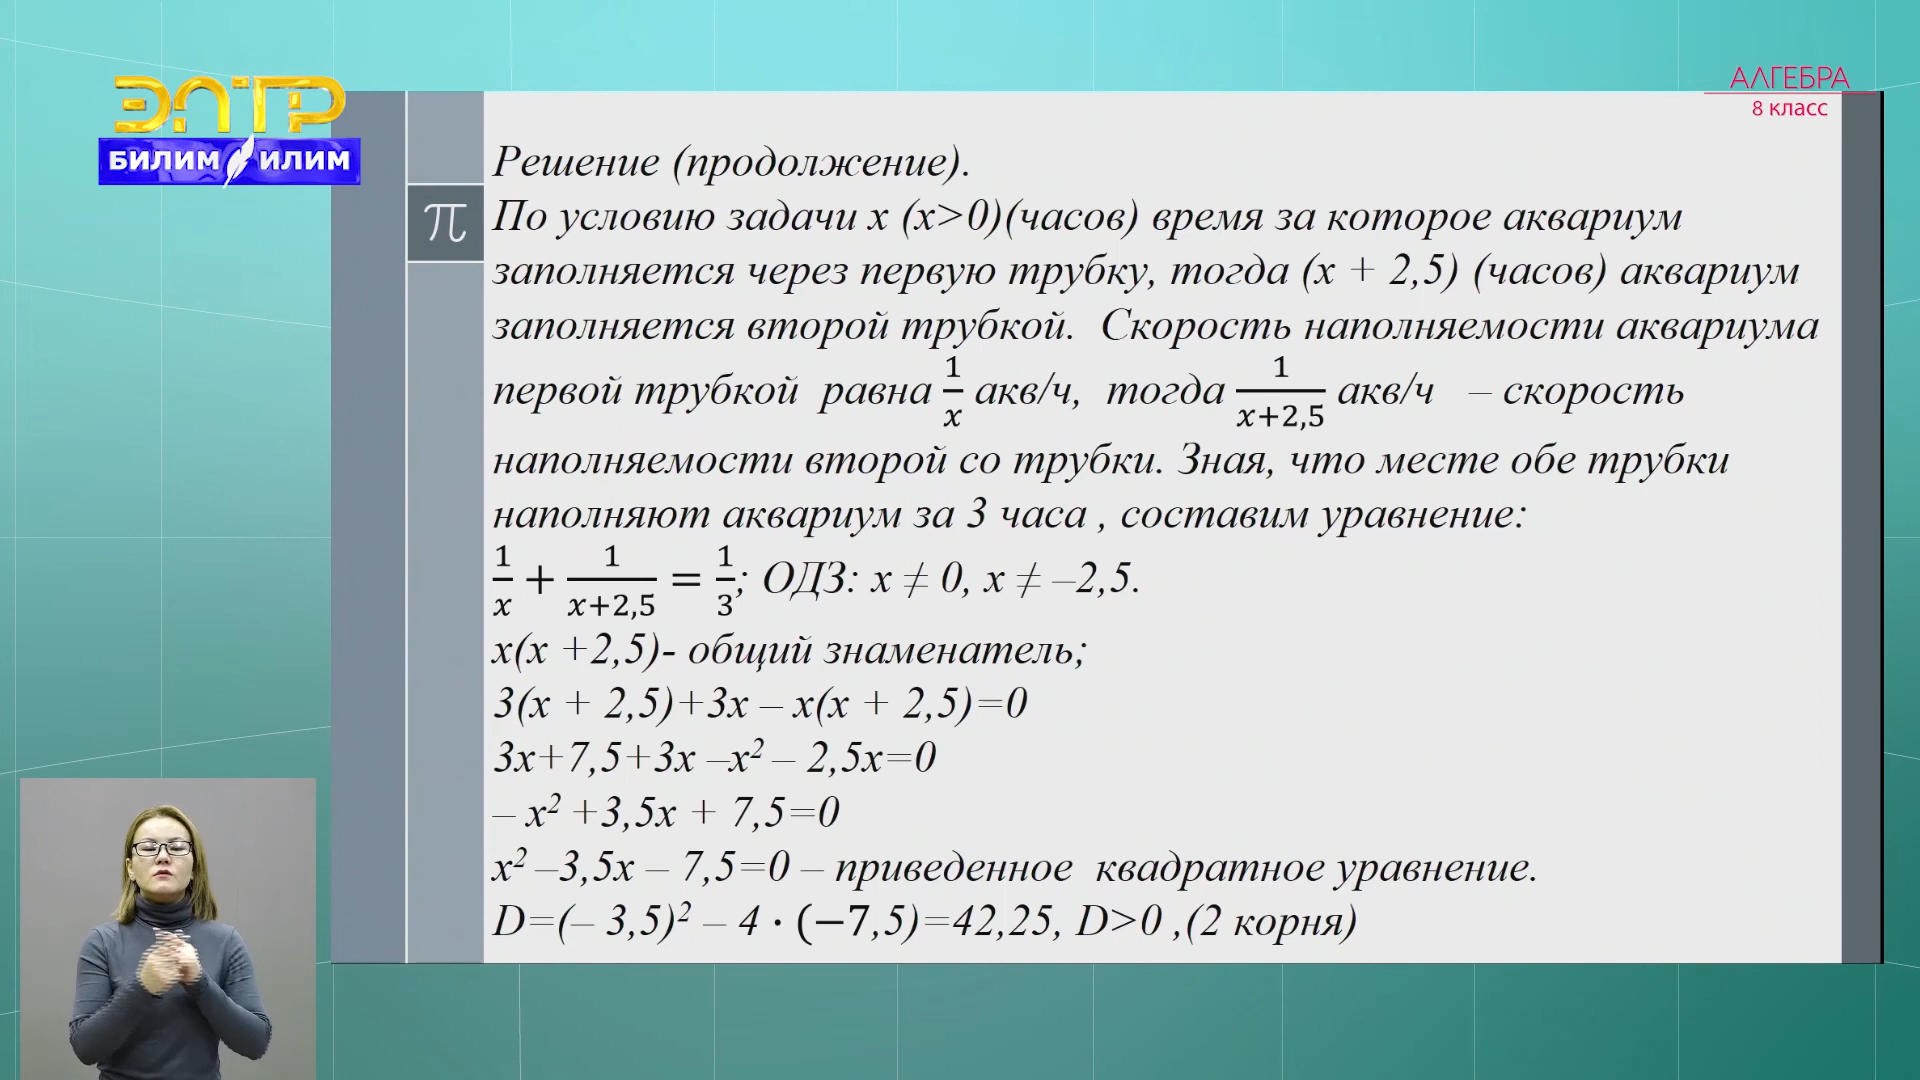 ЭЛТР
БИЛИМ ИЛИМ
АЛГЕБРА
8 класс
π
Решение (продолжение).
По условию задачи x (x>0)(часов) время за которое аквариум
заполняется через первую трубку, тогда (x + 2,5) (часов) аквариум
заполняется второй трубкой. Скорость наполняемости аквариума
первой трубкой равна 1/x акв/ч, тогда 1/(x+2,5) акв/ч – скорость
наполняемости второй со трубки. Зная, что месте обе трубки
наполняют аквариум за 3 часа , составим уравнение:
1/x + 1/(x+2,5) = 1/3; ОДЗ: x ≠ 0, x ≠ –2,5.
x(x +2,5)- общий знаменатель;
3(x + 2,5)+3x – x(x + 2,5)=0
3x+7,5+3x –x² – 2,5x=0
– x² +3,5x + 7,5=0
x² –3,5x – 7,5=0 – приведенное квадратное уравнение.
D=(– 3,5)² – 4 · (−7,5)=42,25, D>0 ,(2 корня)